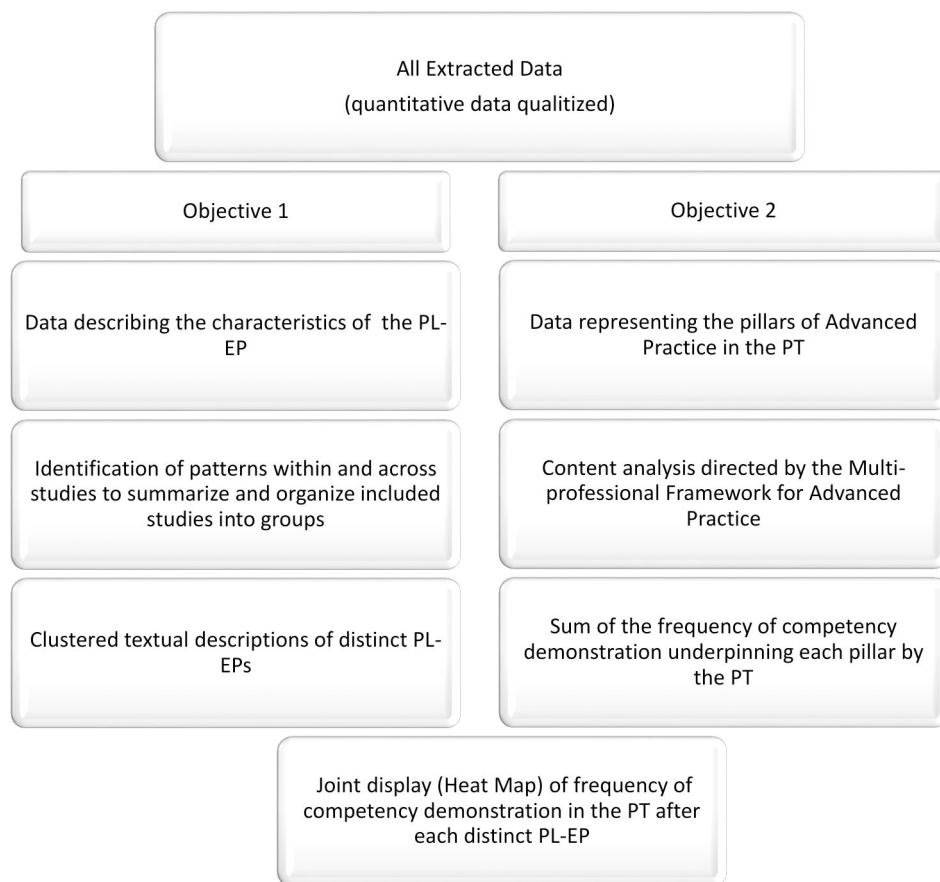 All Extracted Data
(quantitative data qualitized)
Objective 1
Objective 2
Data describing the characteristics of the PL-
EP
Data representing the pillars of Advanced
Practice in the PT
Identification of patterns within and across
studies to summarize and organize included
studies into groups
Content analysis directed by the Multi-
professional Framework for Advanced
Practice
Clustered textual descriptions of distinct PL-
EPs
Sum of the frequency of competency
demonstration underpinning each pillar by
the PT
Joint display (Heat Map) of frequency of
competency demonstration in the PT after
each distinct PL-EP